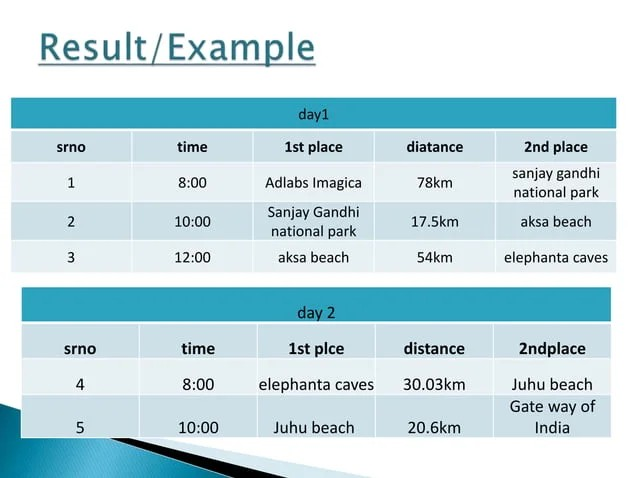 Result/Example
day1
srno time 1st place diatance 2nd place
1 8:00 Adlabs Imagica 78km sanjay gandhi national park
2 10:00 Sanjay Gandhi national park 17.5km aksa beach
3 12:00 aksa beach 54km elephanta caves
day 2
srno time 1st plce distance 2ndplace
4 8:00 elephanta caves 30.03km Juhu beach
5 10:00 Juhu beach 20.6km Gate way of India